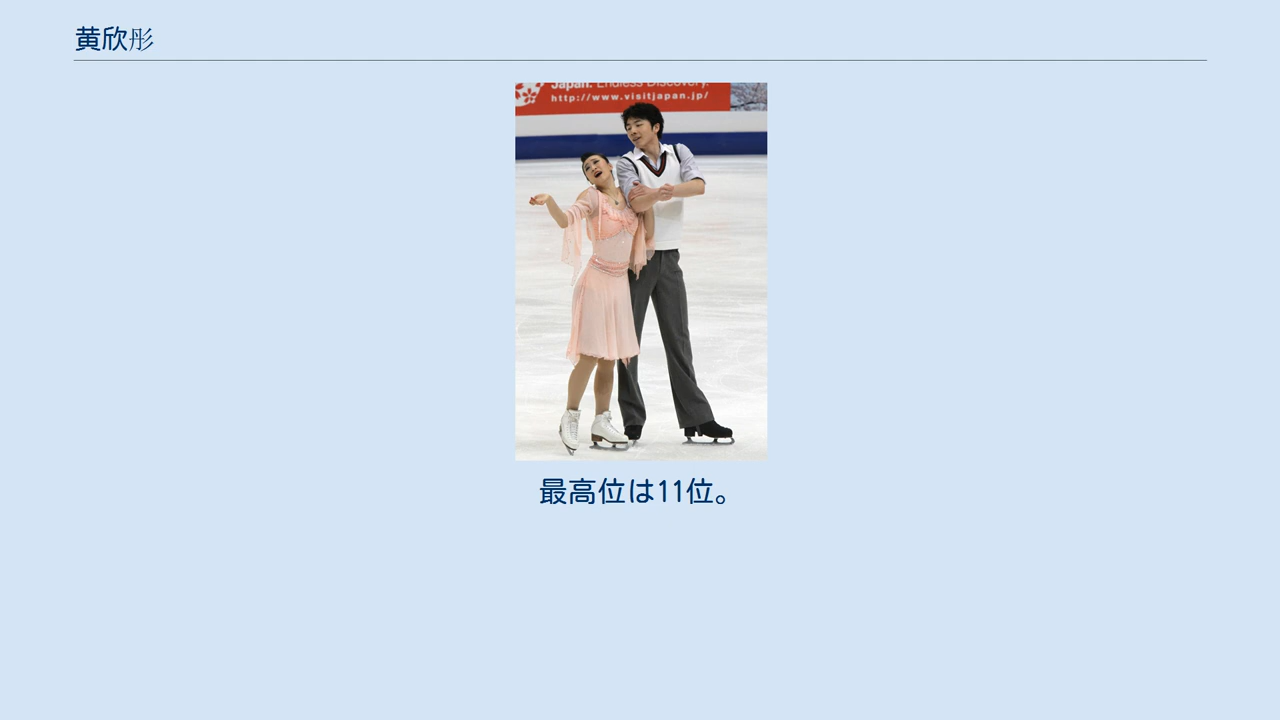 黄欣彤
Japan. Endless Discovery.
http://www.visitjapan.jp/
最高位は11位。